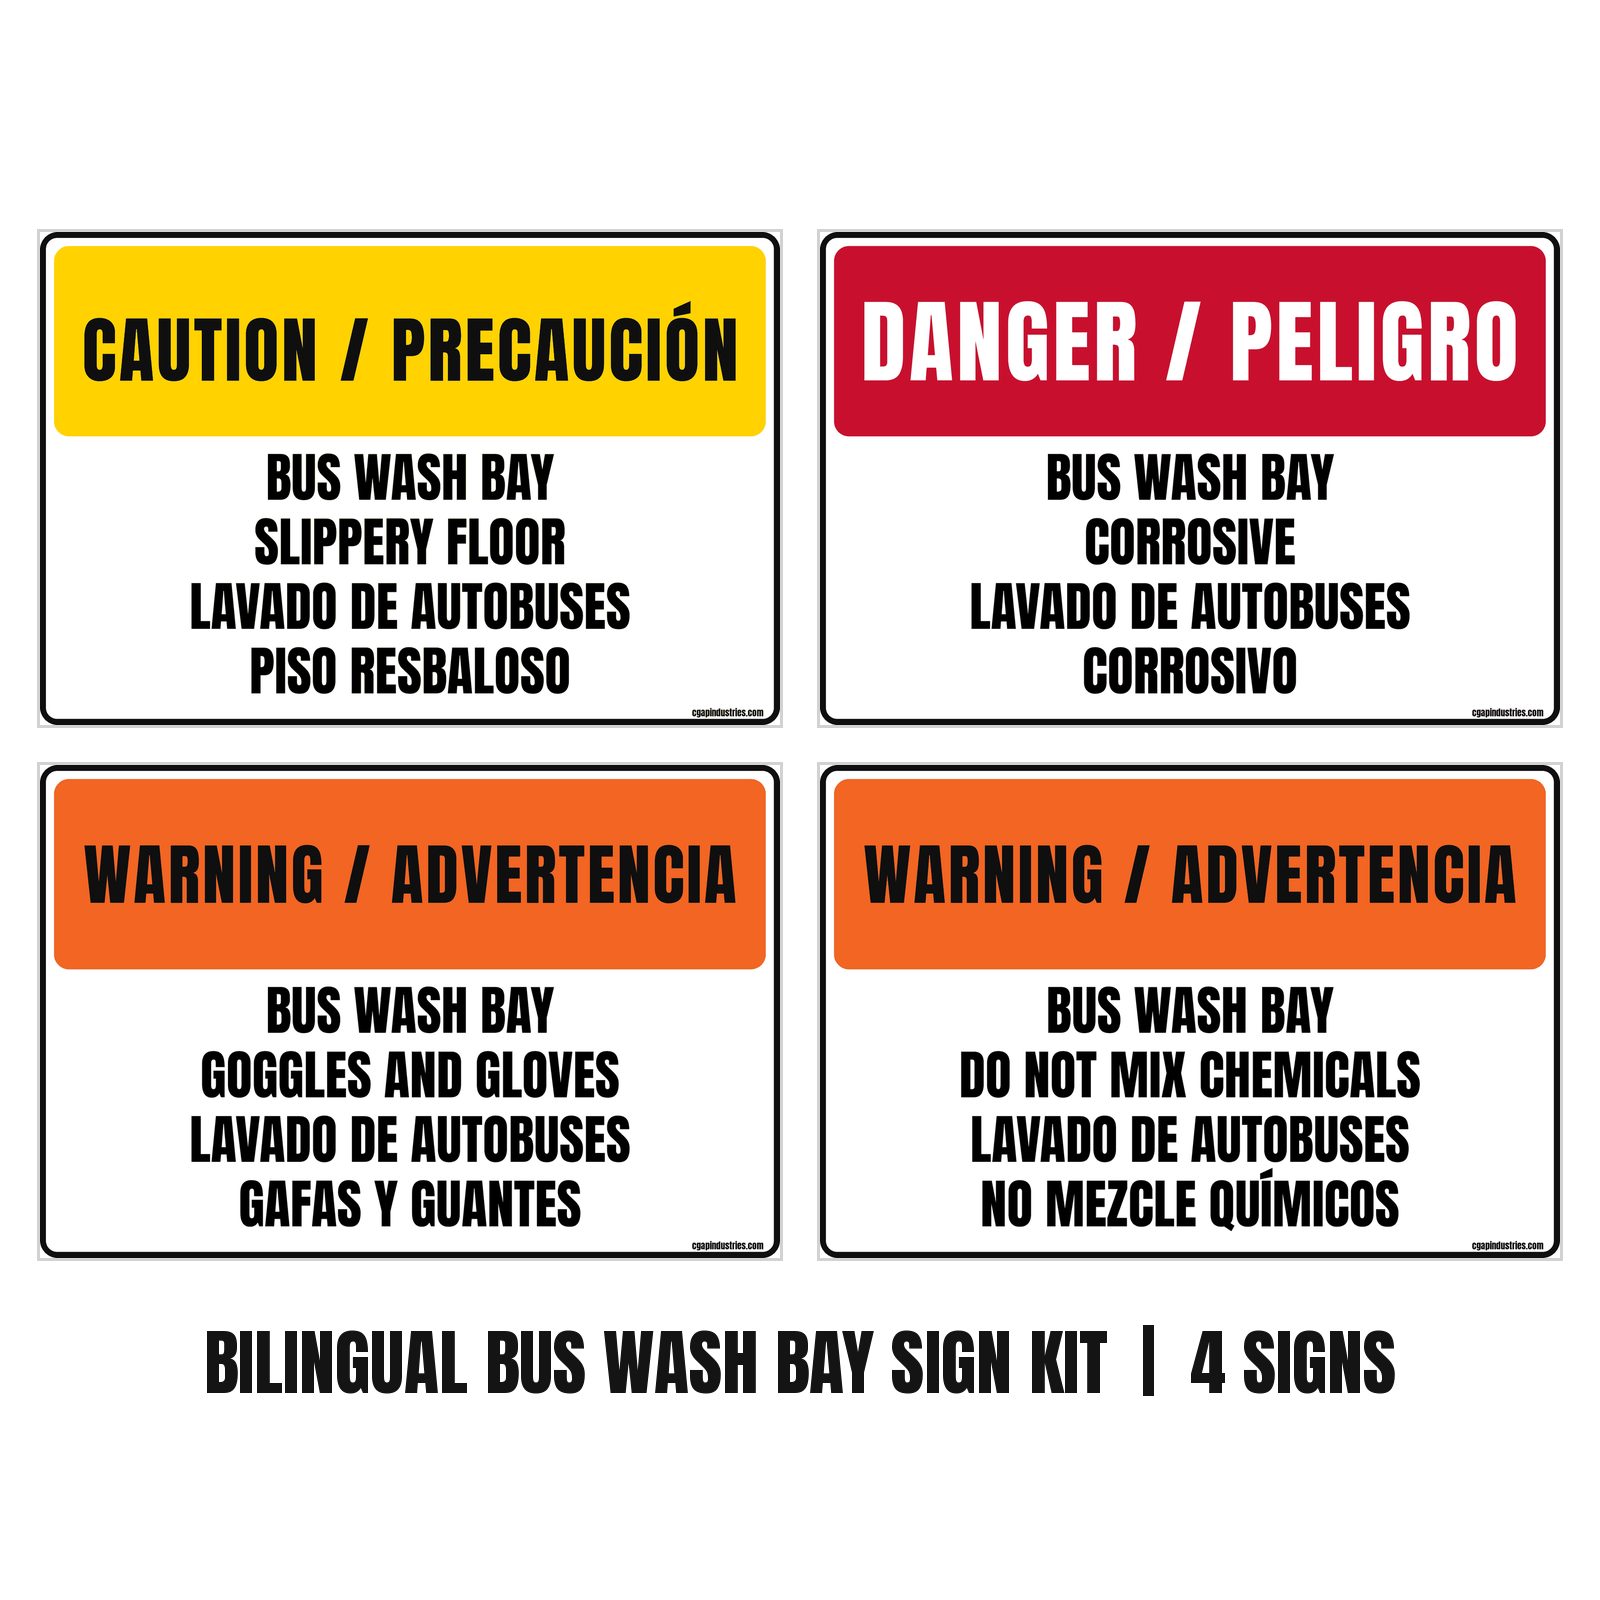 CAUTION / PRECAUCIÓN
BUS WASH BAY
SLIPPERY FLOOR
LAVADO DE AUTOBUSES
PISO RESBALOSO
cgapindustries.com
DANGER / PELIGRO
BUS WASH BAY
CORROSIVE
LAVADO DE AUTOBUSES
CORROSIVO
cgapindustries.com
WARNING / ADVERTENCIA
BUS WASH BAY
GOGGLES AND GLOVES
LAVADO DE AUTOBUSES
GAFAS Y GUANTES
cgapindustries.com
WARNING / ADVERTENCIA
BUS WASH BAY
DO NOT MIX CHEMICALS
LAVADO DE AUTOBUSES
NO MEZCLE QUÍMICOS
cgapindustries.com
BILINGUAL BUS WASH BAY SIGN KIT | 4 SIGNS